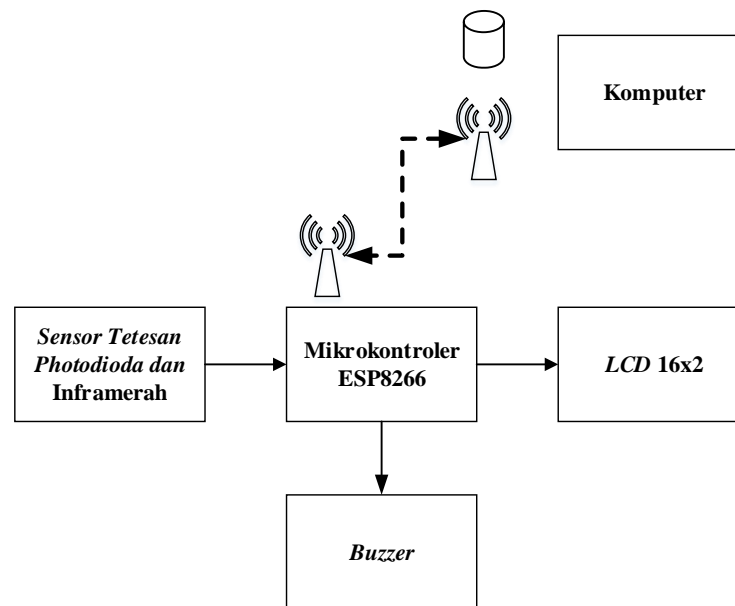 Komputer
Sensor Tetesan
Photodioda dan
Inframerah
Mikrokontroler
ESP8266
LCD 16x2
Buzzer